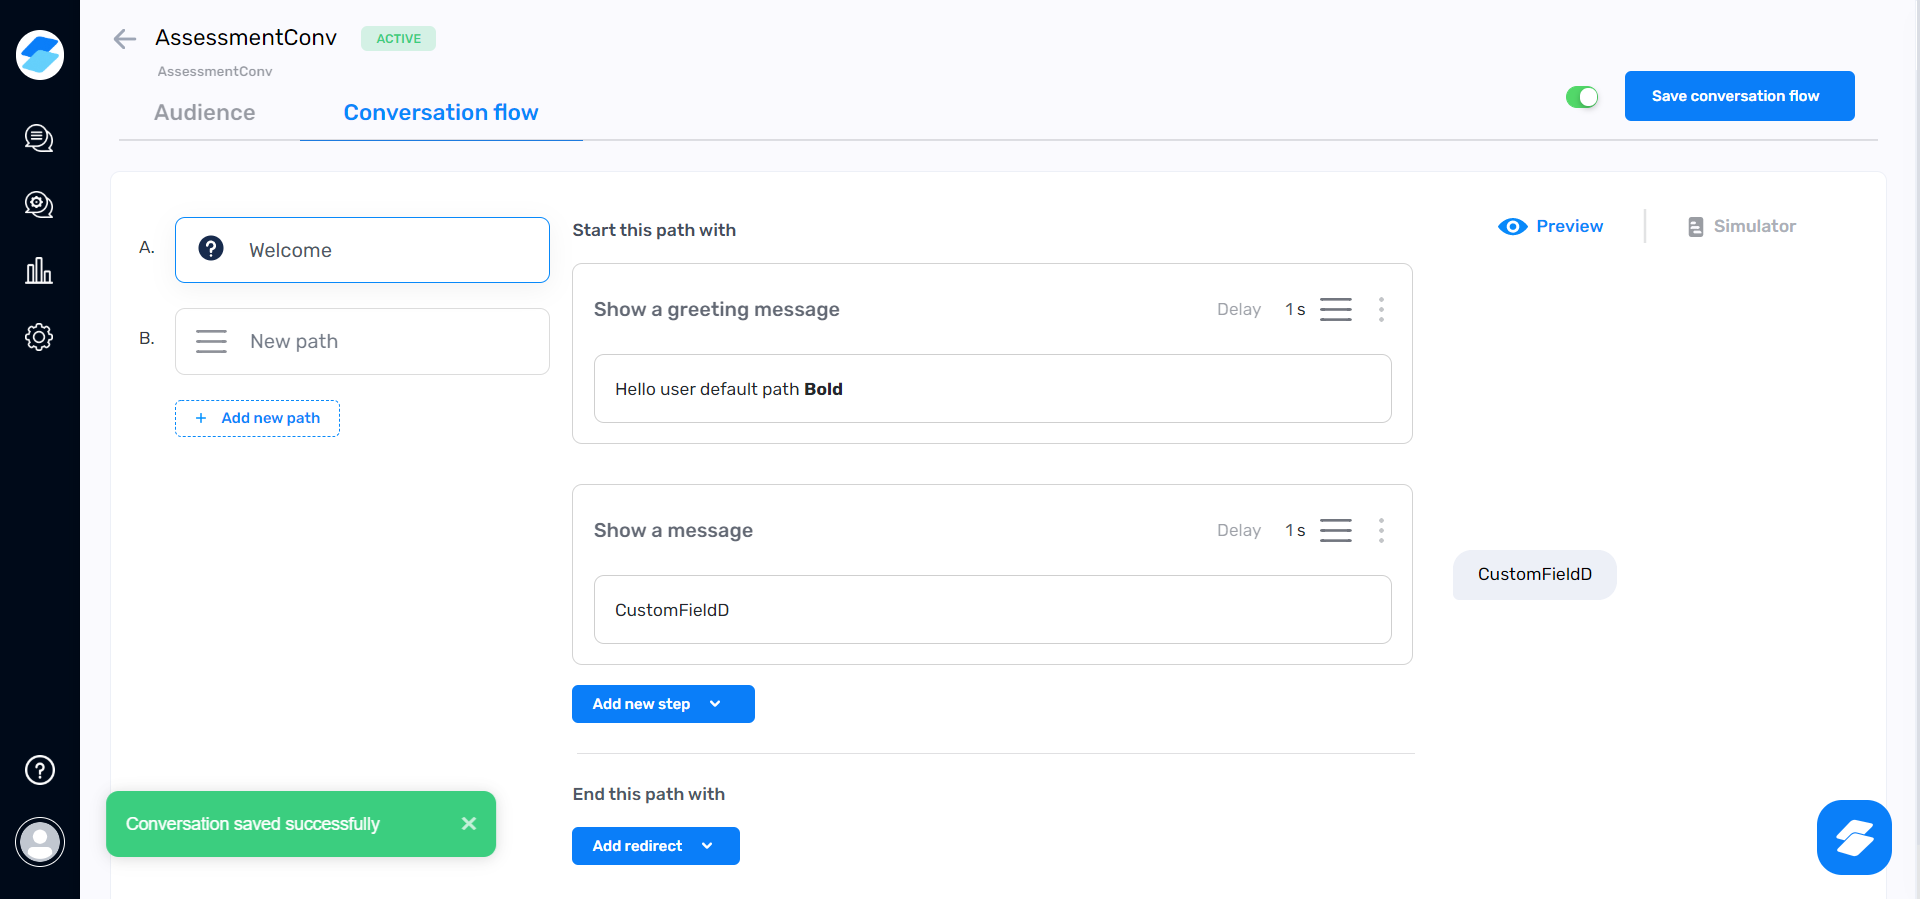 AssessmentConv
ACTIVE
AssessmentConv
Audience
Conversation flow
Save conversation flow
A.
Welcome
B.
New path
+ Add new path
Start this path with
Preview
Simulator
Show a greeting message
Delay
1 s
Hello user default path Bold
Show a message
Delay
1 s
CustomFieldD
CustomFieldD
Add new step
End this path with
Add redirect
Conversation saved successfully